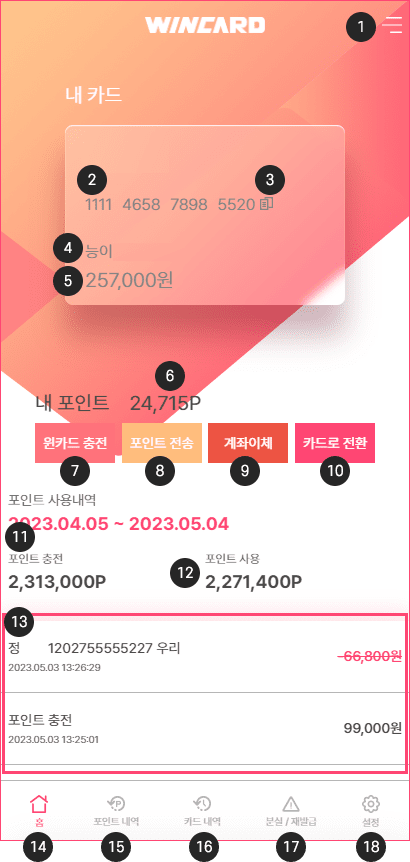 WINCARD
1
내 카드
2
3
1111 4658 7898 5520
4
능이
5
257,000원
6
내 포인트 24,715P
윈카드 충전 포인트 전송 계좌이체 카드로 전환
7 8 9 10
포인트 사용내역
2023.04.05 ~ 2023.05.04
11
포인트 충전 12 포인트 사용
2,313,000P 2,271,400P
13
정 1202755555227 우리
-66,800원
2023.05.03 13:26:29
포인트 충전
99,000원
2023.05.03 13:25:01
홈 포인트 내역 카드 내역 분실 / 재발급 설정
14 15 16 17 18